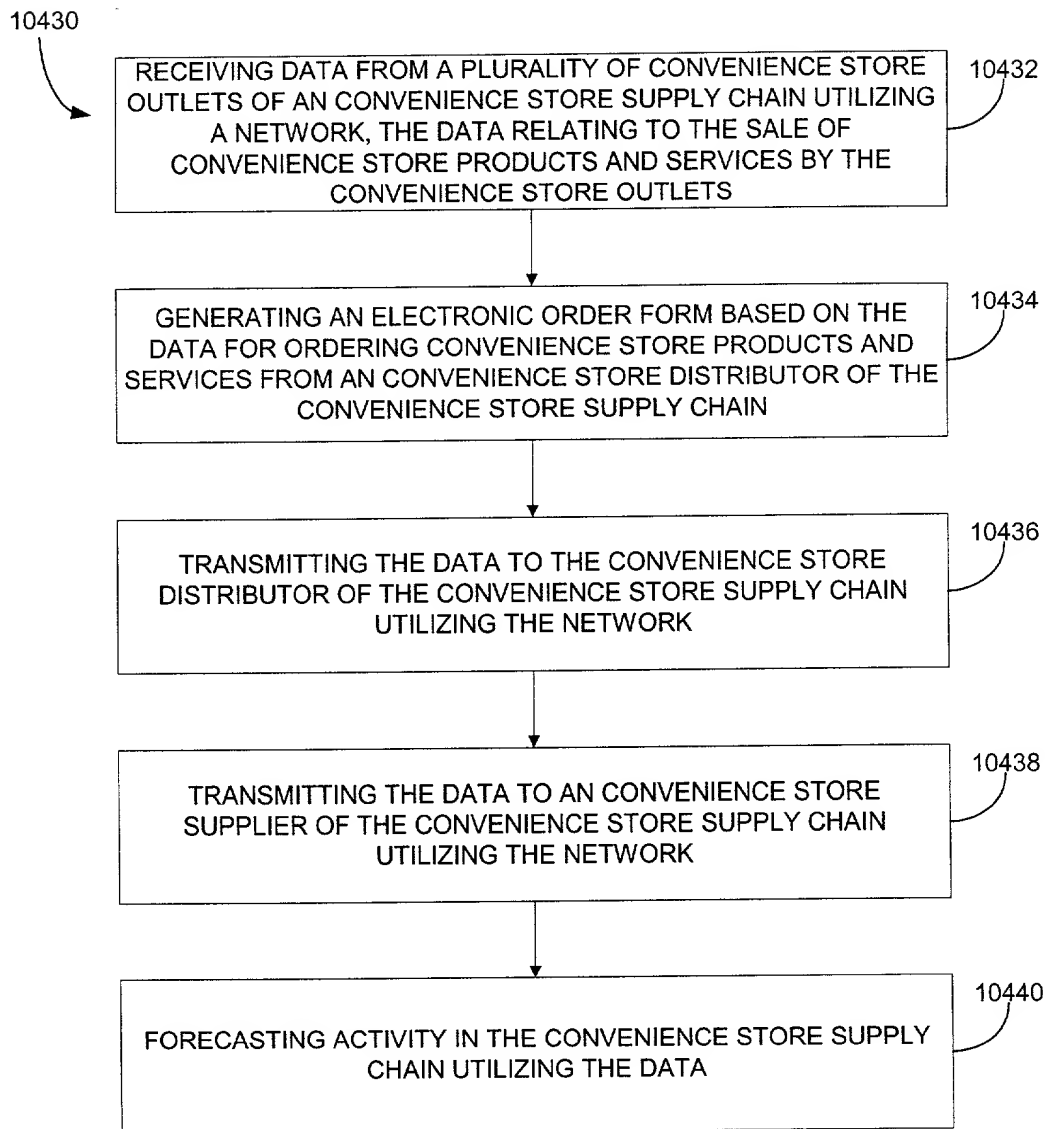 10430
RECEIVING DATA FROM A PLURALITY OF CONVENIENCE STORE
OUTLETS OF AN CONVENIENCE STORE SUPPLY CHAIN UTILIZING
A NETWORK, THE DATA RELATING TO THE SALE OF
CONVENIENCE STORE PRODUCTS AND SERVICES BY THE
CONVENIENCE STORE OUTLETS
10432
GENERATING AN ELECTRONIC ORDER FORM BASED ON THE
DATA FOR ORDERING CONVENIENCE STORE PRODUCTS AND
SERVICES FROM AN CONVENIENCE STORE DISTRIBUTOR OF THE
CONVENIENCE STORE SUPPLY CHAIN
10434
TRANSMITTING THE DATA TO THE CONVENIENCE STORE
DISTRIBUTOR OF THE CONVENIENCE STORE SUPPLY CHAIN
UTILIZING THE NETWORK
10436
TRANSMITTING THE DATA TO AN CONVENIENCE STORE
SUPPLIER OF THE CONVENIENCE STORE SUPPLY CHAIN
UTILIZING THE NETWORK
10438
FORECASTING ACTIVITY IN THE CONVENIENCE STORE SUPPLY
CHAIN UTILIZING THE DATA
10440